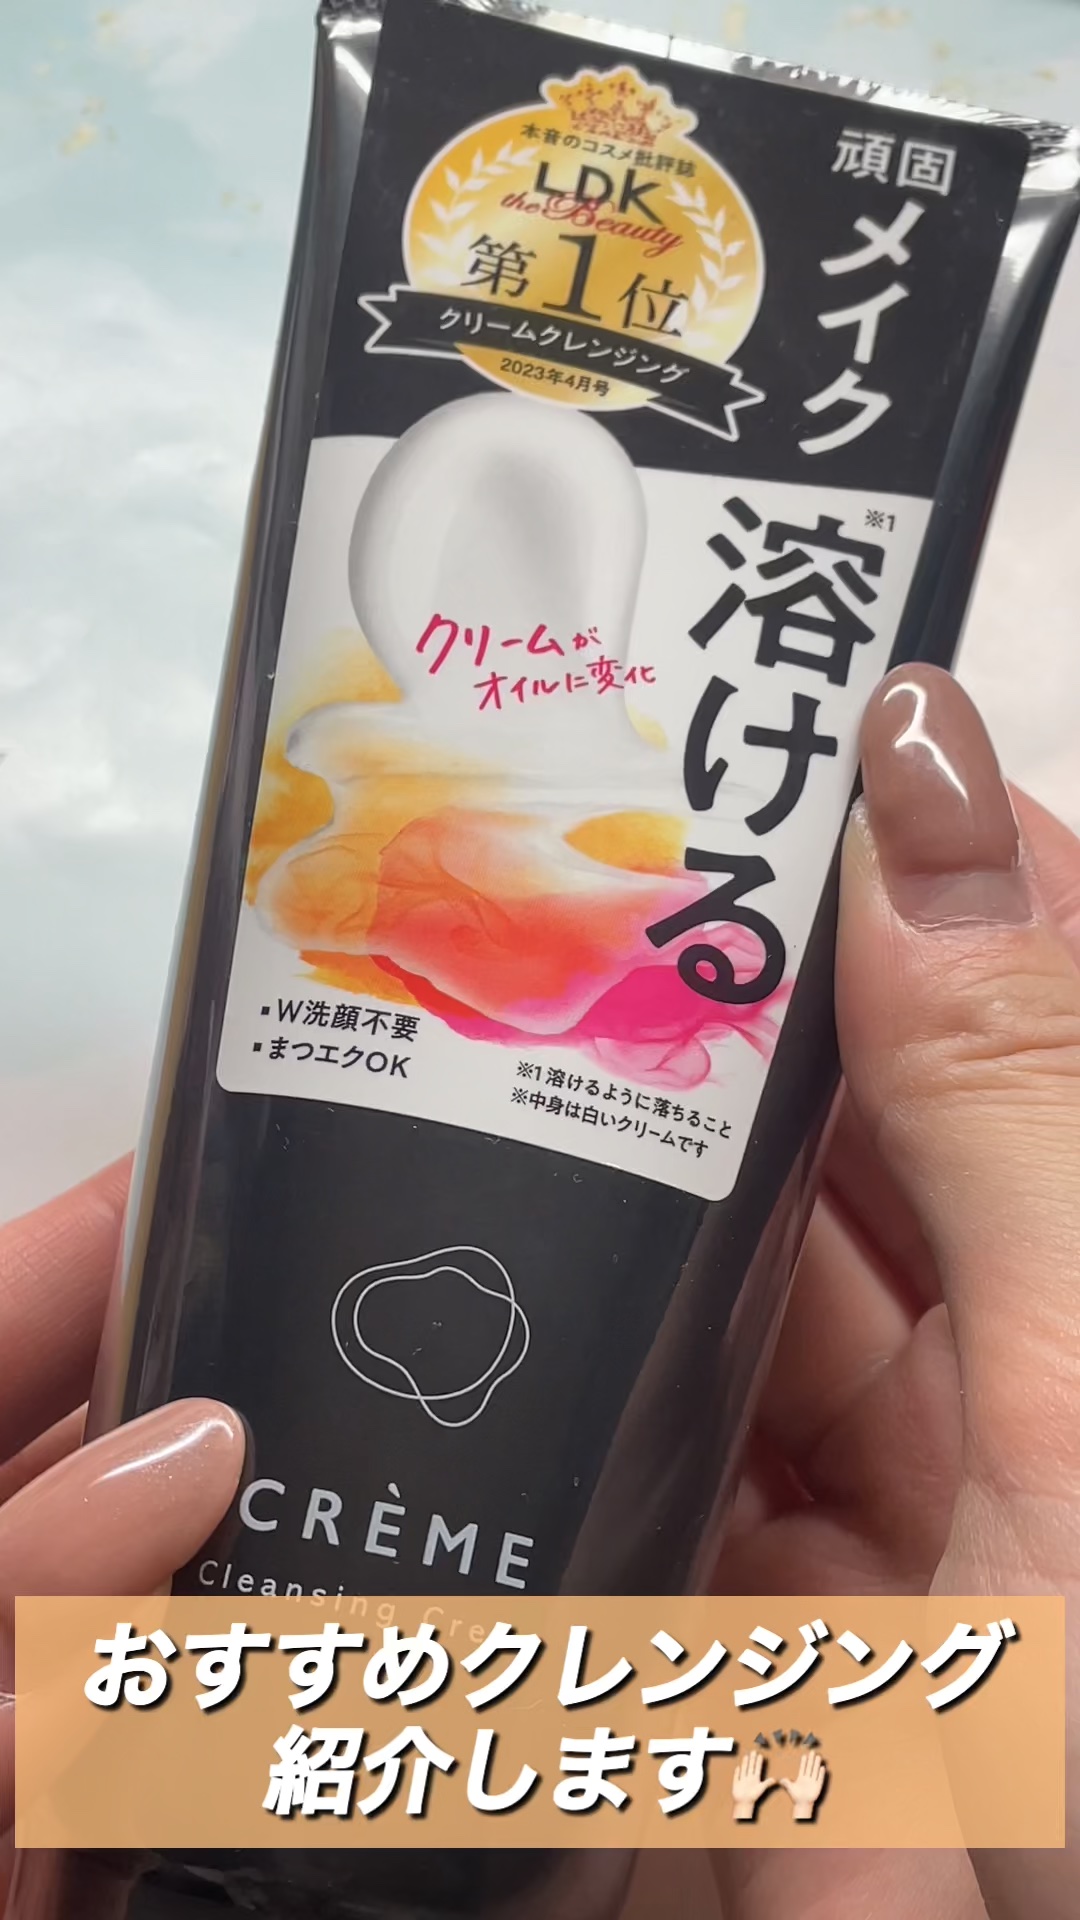 本音のコスメ批評誌
LDK
the Beauty
第1位
クリームクレンジング
2023年4月号
頑固
メイク
溶ける
※1
クリームが
オイルに変化
▪W洗顔不要
▪まつエクOK
※1 溶けるように落ちること
※中身は白いクリームです
CRÈME
Cleansing Cre
おすすめクレンジング
紹介します🙌🏻